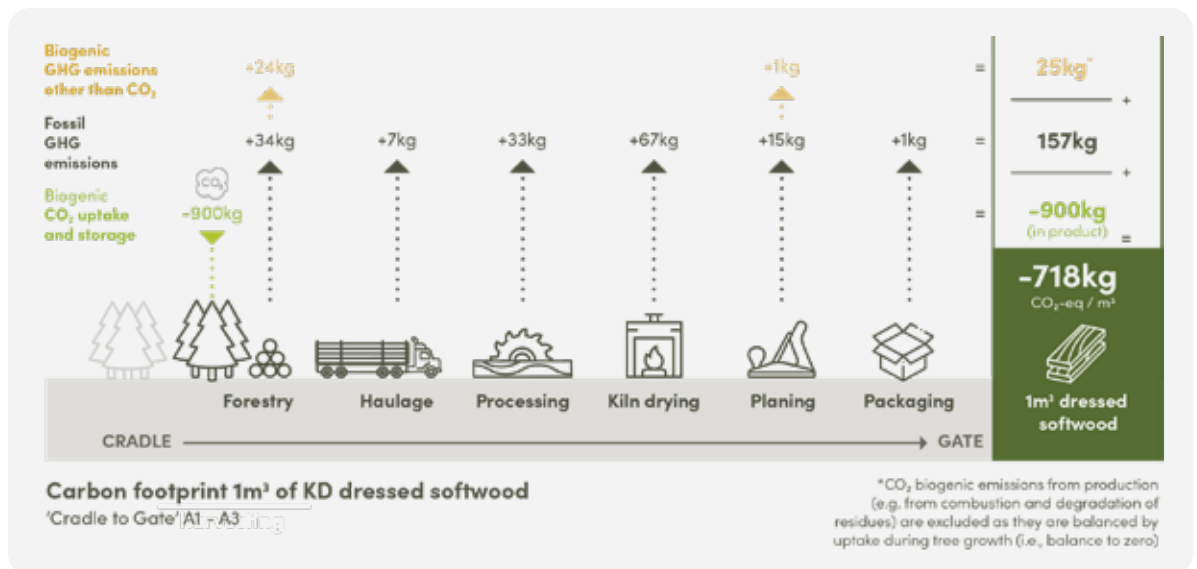 Biogenic
GHG emissions
other than CO₂
+24kg
+1kg
=
25kg*
+
Fossil
GHG
emissions
+34kg
+7kg
+33kg
+67kg
+15kg
+1kg
=
157kg
+
Biogenic
CO₂ uptake
and storage
CO₂
-900kg
=
-900kg
(in product)
=
-718kg
CO₂-eq / m³
Forestry
Haulage
Processing
Kiln drying
Planing
Packaging
1m³ dressed
softwood
CRADLE
GATE
Carbon footprint 1m³ of KD dressed softwood
'Cradle to Gate' A1 - A3
*CO₂ biogenic emissions from production
(e.g. from combustion and degradation of
residues) are excluded as they are balanced by
uptake during tree growth (i.e., balance to zero)